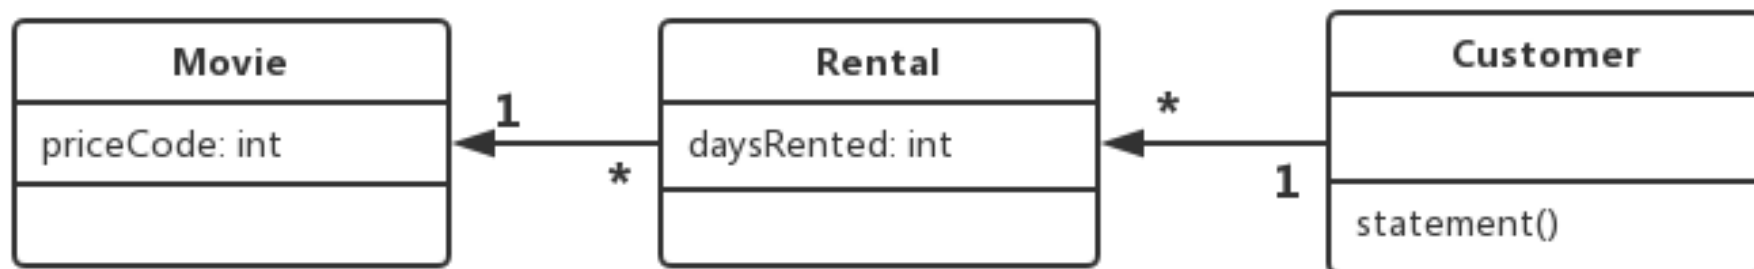 Movie
priceCode: int
1
*
Rental
daysRented: int
*
1
Customer
statement()